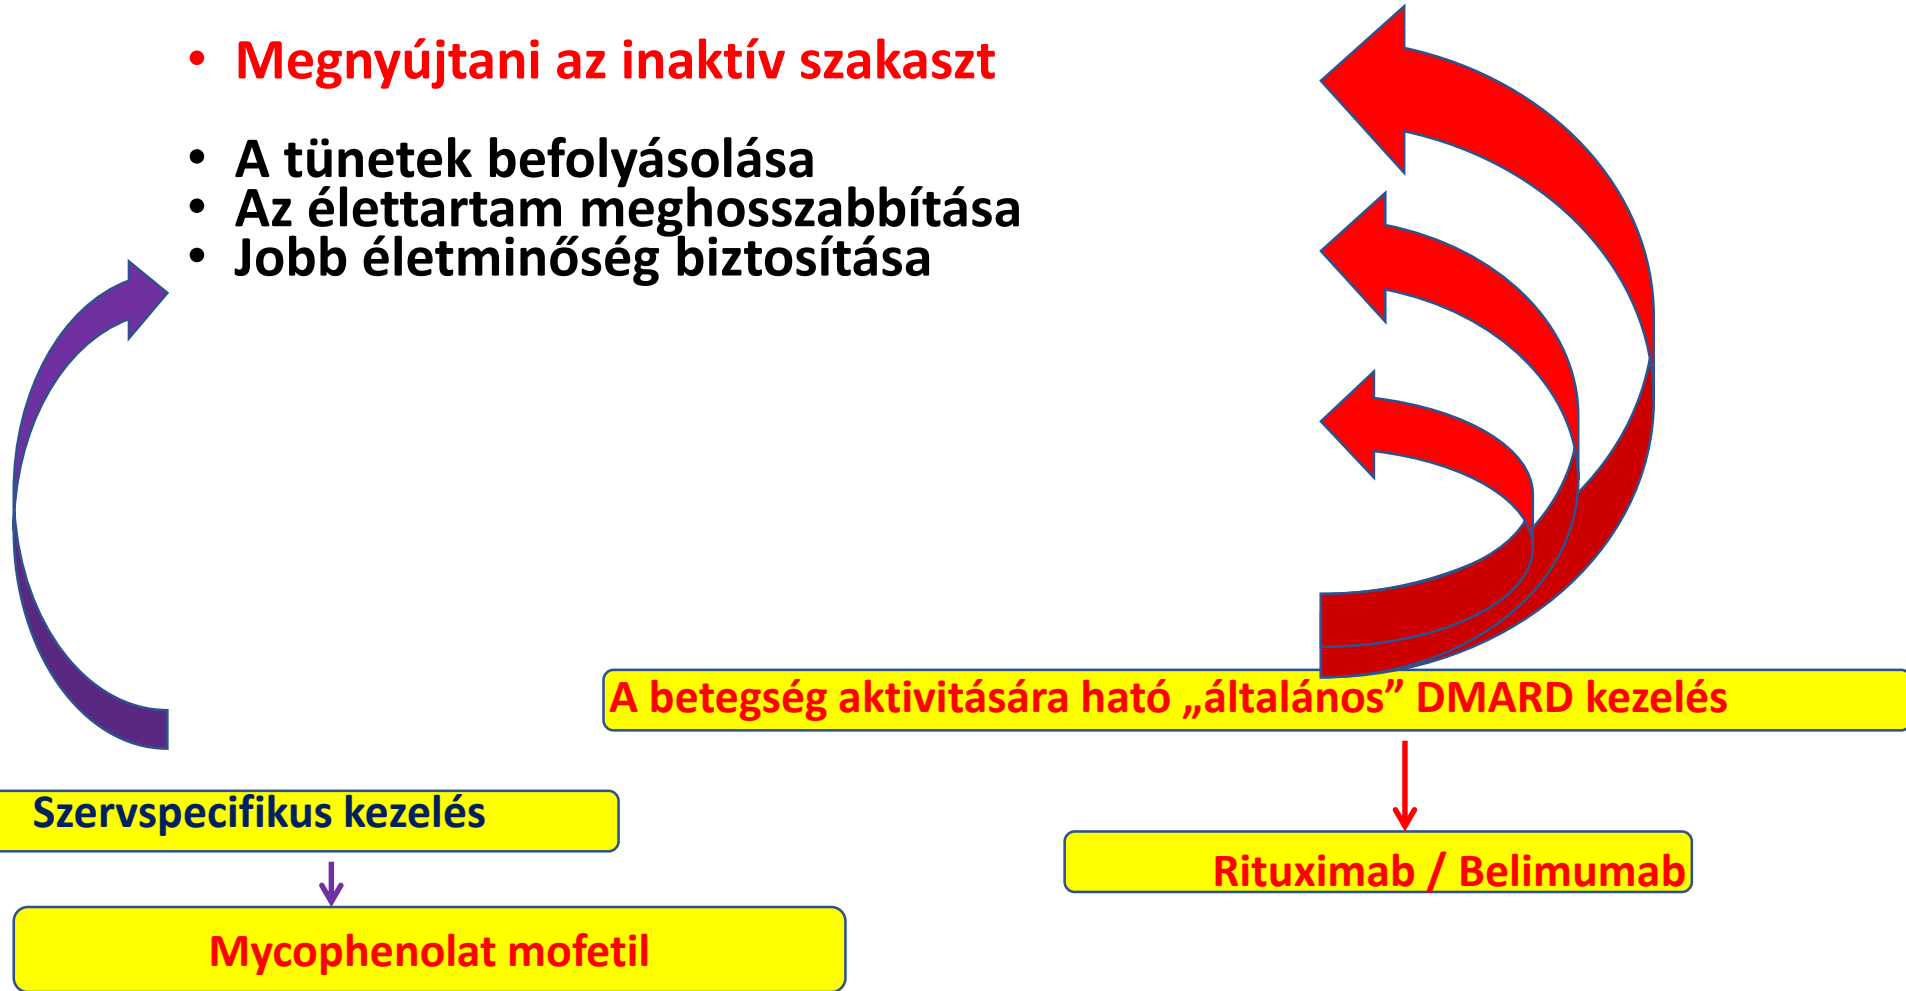 • Megnyújtani az inaktív szakaszt
• A tünetek befolyásolása
• Az élettartam meghosszabbítása
• Jobb életminőség biztosítása
A betegség aktivitására ható „általános” DMARD kezelés
Szervspecifikus kezelés
Rituximab / Belimumab
Mycophenolat mofetil